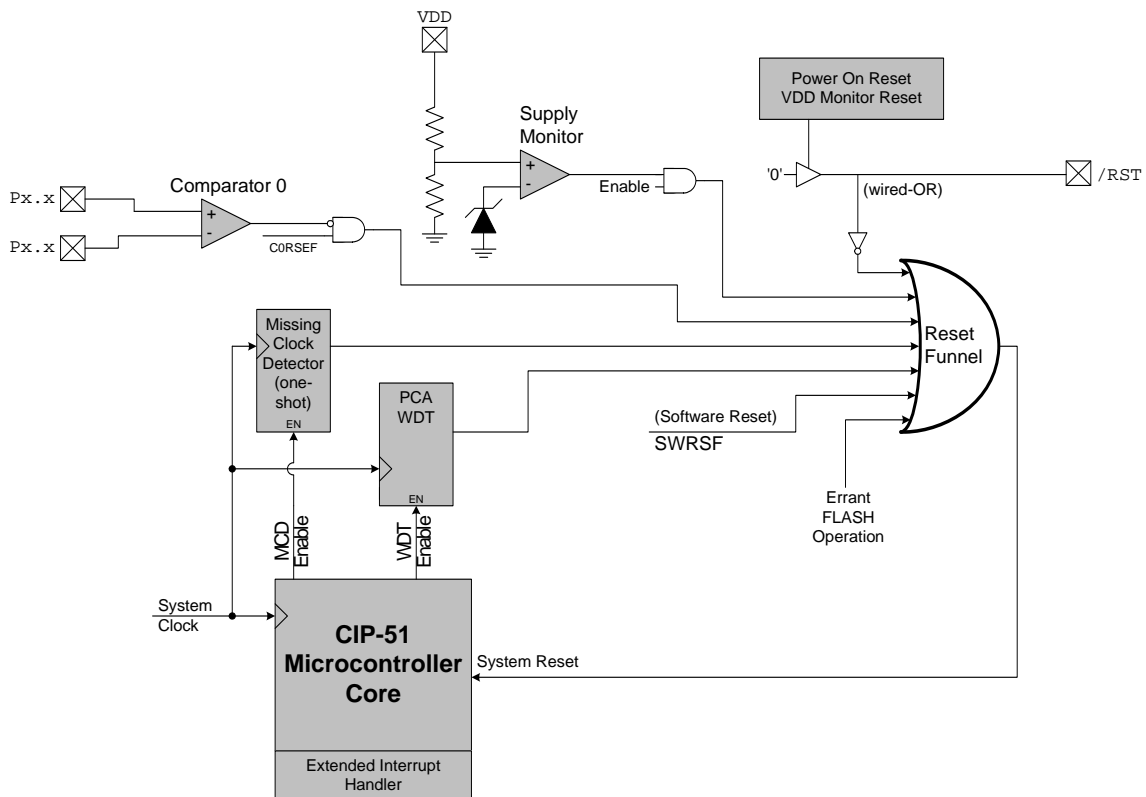 VDD
Power On Reset
VDD Monitor Reset
Supply
Monitor
+
-
Enable
'0'
(wired-OR)
/RST
Px.x
Px.x
Comparator 0
+
-
C0RSEF
Missing
Clock
Detector
(one-
shot)
EN
PCA
WDT
EN
(Software Reset)
SWRSF
Reset
Funnel
Errant
FLASH
Operation
MCD
Enable
WDT
Enable
System
Clock
CIP-51
Microcontroller
Core
System Reset
Extended Interrupt
Handler